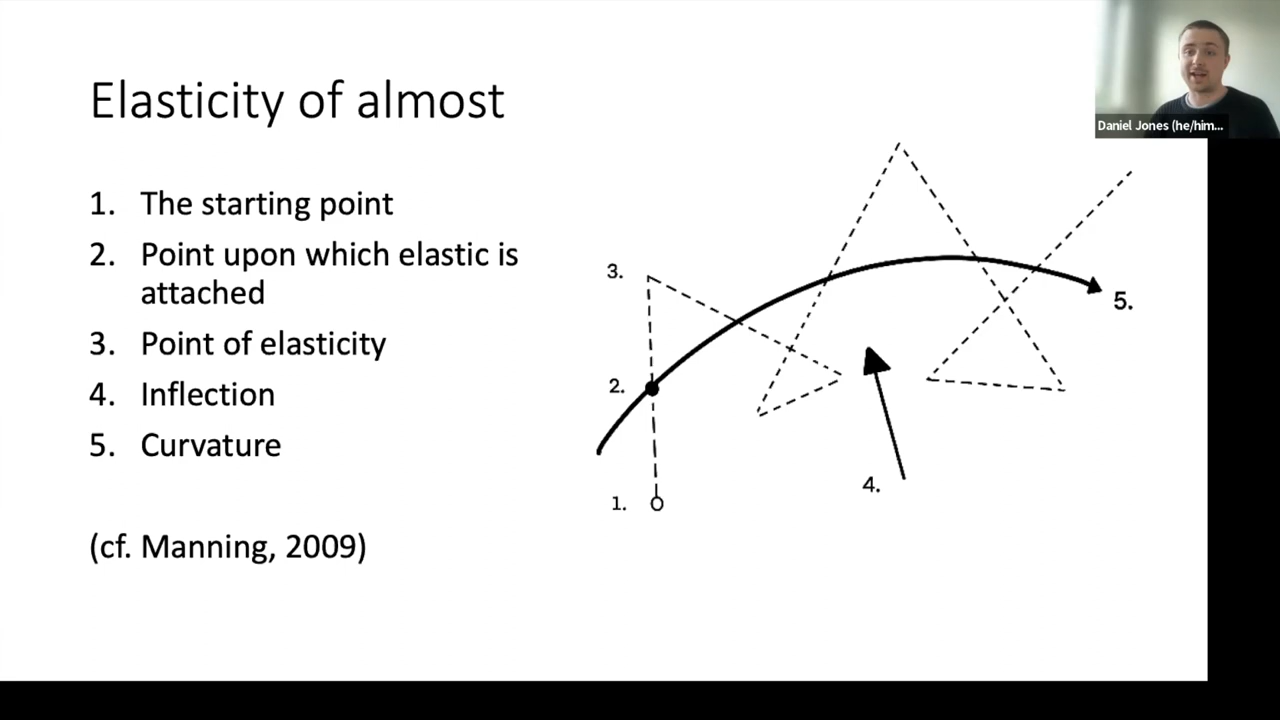 Elasticity of almost
Daniel Jones (he/him...
1. The starting point
2. Point upon which elastic is
attached
3. Point of elasticity
4. Inflection
5. Curvature
(cf. Manning, 2009)
3.
5.
2.
4.
1.